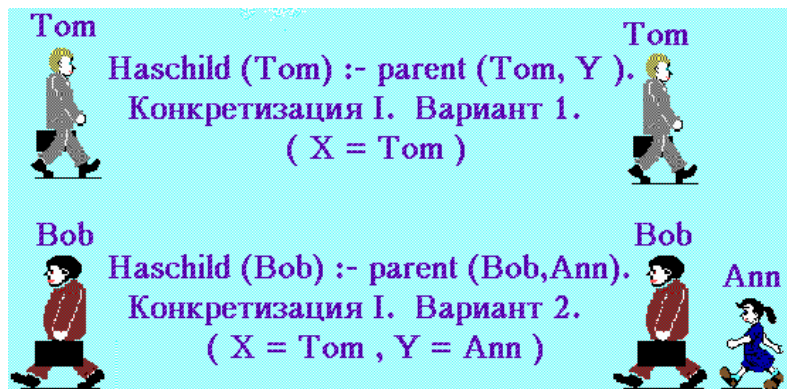 Tom
Tom
Haschild (Tom) :- parent (Tom, Y ).
Конкретизация I. Вариант 1.
( X = Tom )
Bob
Bob
Ann
Haschild (Bob) :- parent (Bob,Ann).
Конкретизация I. Вариант 2.
( X = Tom , Y = Ann )